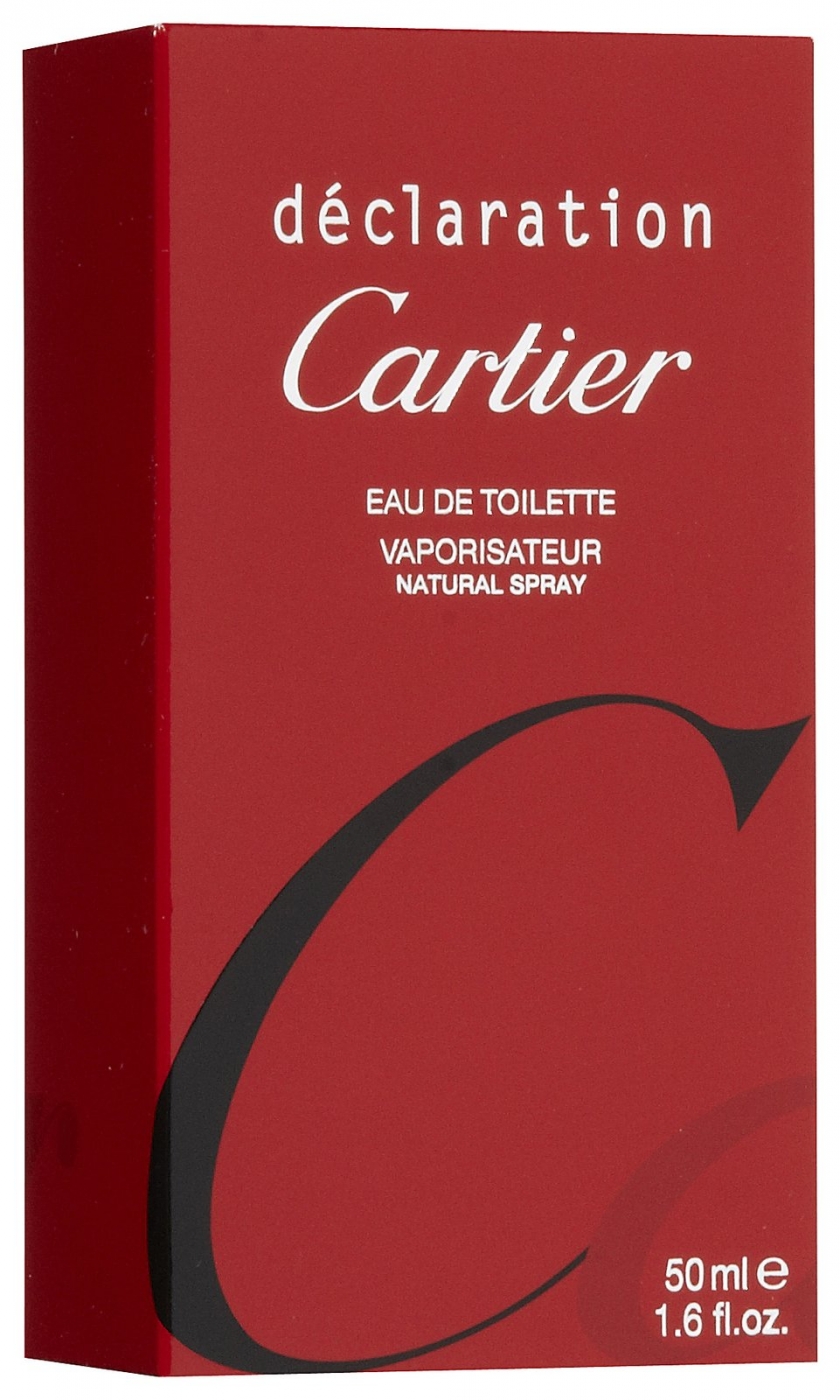 déclaration
Cartier
EAU DE TOILETTE
VAPORISATEUR
NATURAL SPRAY
50 ml e
1.6 fl.oz.